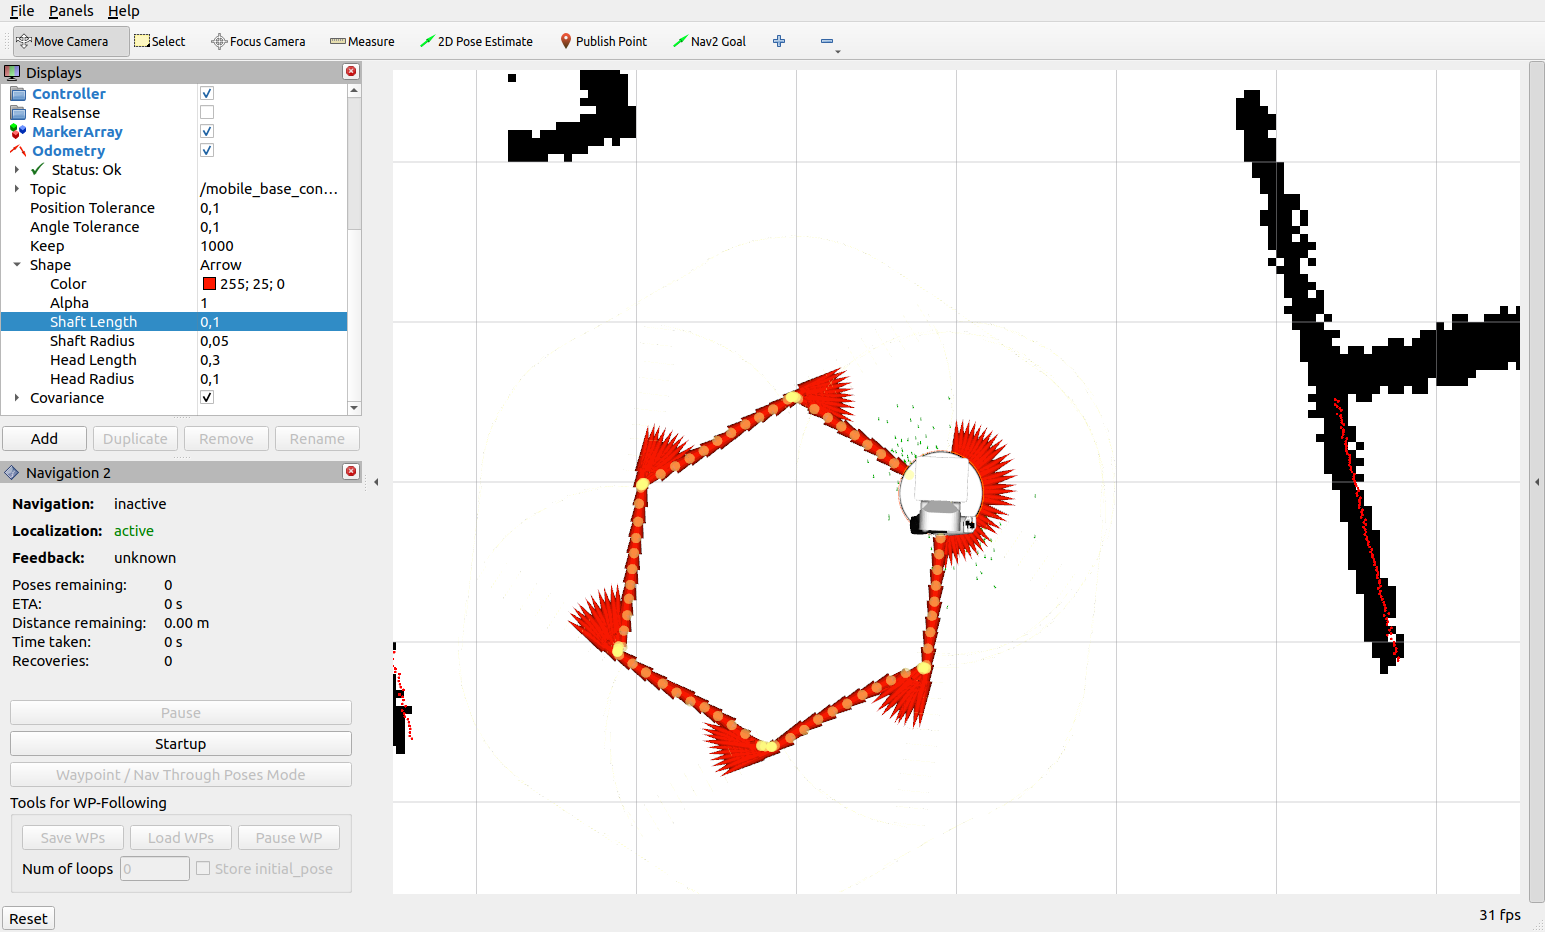 File Panels Help
Move Camera Select Focus Camera Measure 2D Pose Estimate Publish Point Nav2 Goal
Displays
Controller
Realsense
MarkerArray
Odometry
Status: Ok
Topic /mobile_base_con...
Position Tolerance 0,1
Angle Tolerance 0,1
Keep 1000
Shape Arrow
Color 255; 25; 0
Alpha 1
Shaft Length 0,1
Shaft Radius 0,05
Head Length 0,3
Head Radius 0,1
Covariance
Add Duplicate Remove Rename
Navigation 2
Navigation: inactive
Localization: active
Feedback: unknown
Poses remaining: 0
ETA: 0 s
Distance remaining: 0.00 m
Time taken: 0 s
Recoveries: 0
Pause
Startup
Waypoint / Nav Through Poses Mode
Tools for WP-Following
Save WPs Load WPs Pause WP
Num of loops 0 Store initial_pose
Reset 31 fps